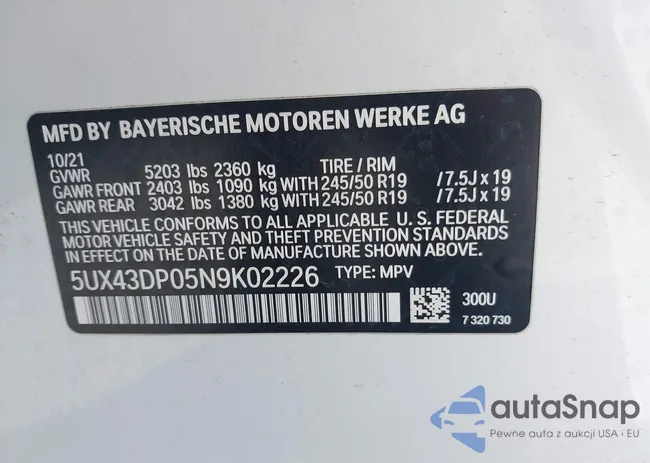 MFD BY BAYERISCHE MOTOREN WERKE AG
10/21
GVWR 5203 lbs 2360 kg TIRE / RIM
GAWR FRONT 2403 lbs 1090 kg WITH 245/50 R19 /7.5J x 19
GAWR REAR 3042 lbs 1380 kg WITH 245/50 R19 /7.5J x 19
THIS VEHICLE CONFORMS TO ALL APPLICABLE U. S. FEDERAL
MOTOR VEHICLE SAFETY AND THEFT PREVENTION STANDARDS
IN EFFECT ON THE DATE OF MANUFACTURE SHOWN ABOVE.
5UX43DP05N9K02226 TYPE: MPV
300U
7 320 730
autaSnap
Pewne auta z aukcji USA i EU